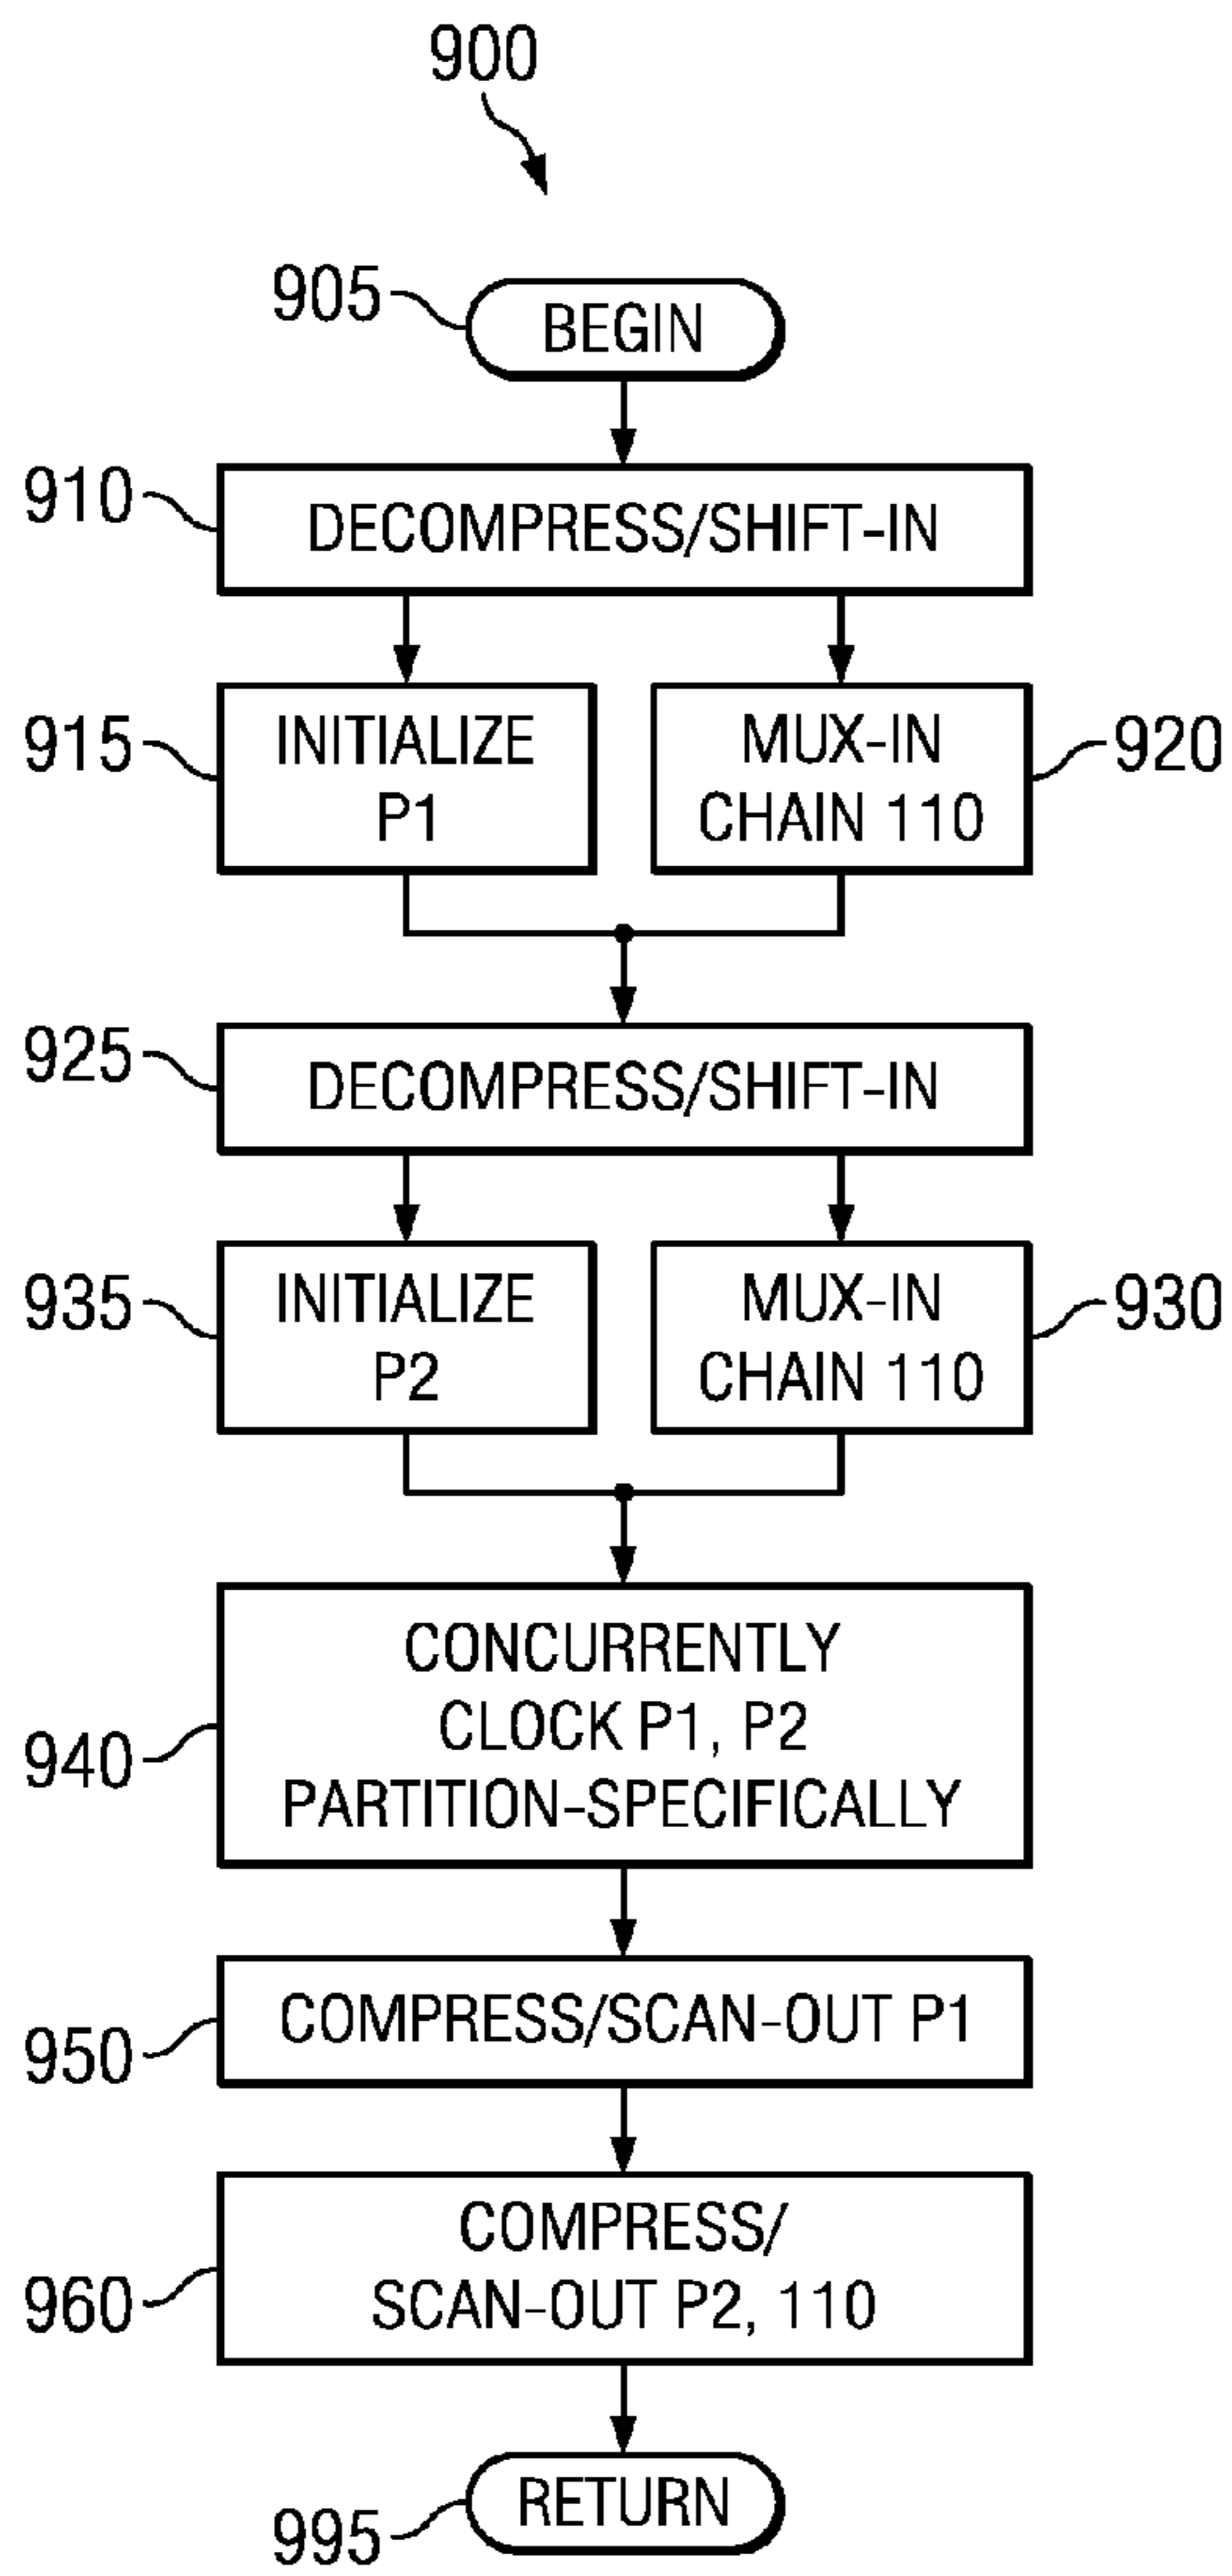 900
905
BEGIN
910
DECOMPRESS/SHIFT-IN
915
INITIALIZE
P1
MUX-IN
CHAIN 110
920
925
DECOMPRESS/SHIFT-IN
935
INITIALIZE
P2
MUX-IN
CHAIN 110
930
940
CONCURRENTLY
CLOCK P1, P2
PARTITION-SPECIFICALLY
950
COMPRESS/SCAN-OUT P1
960
COMPRESS/
SCAN-OUT P2, 110
995
RETURN